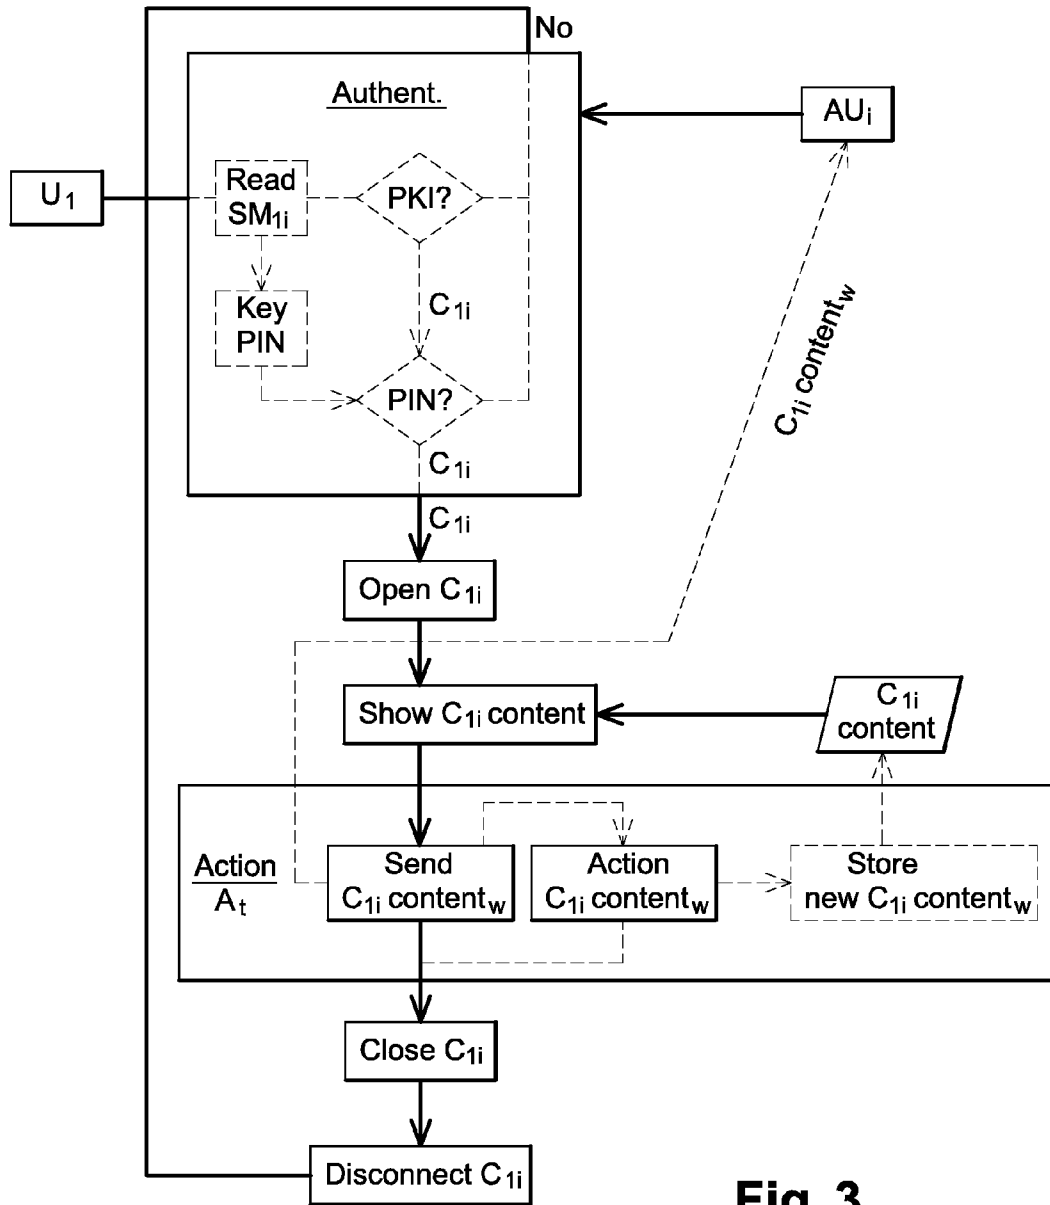 No
Authent.
AUi
U1
Read
SM1i
PKI?
Key
PIN
C1i
PIN?
C1i
C1i
C1i contentw
Open C1i
Show C1i content
C1i
content
Action
At
Send
C1i contentw
Action
C1i contentw
Store
new C1i contentw
Close C1i
Disconnect C1i
Fig. 3